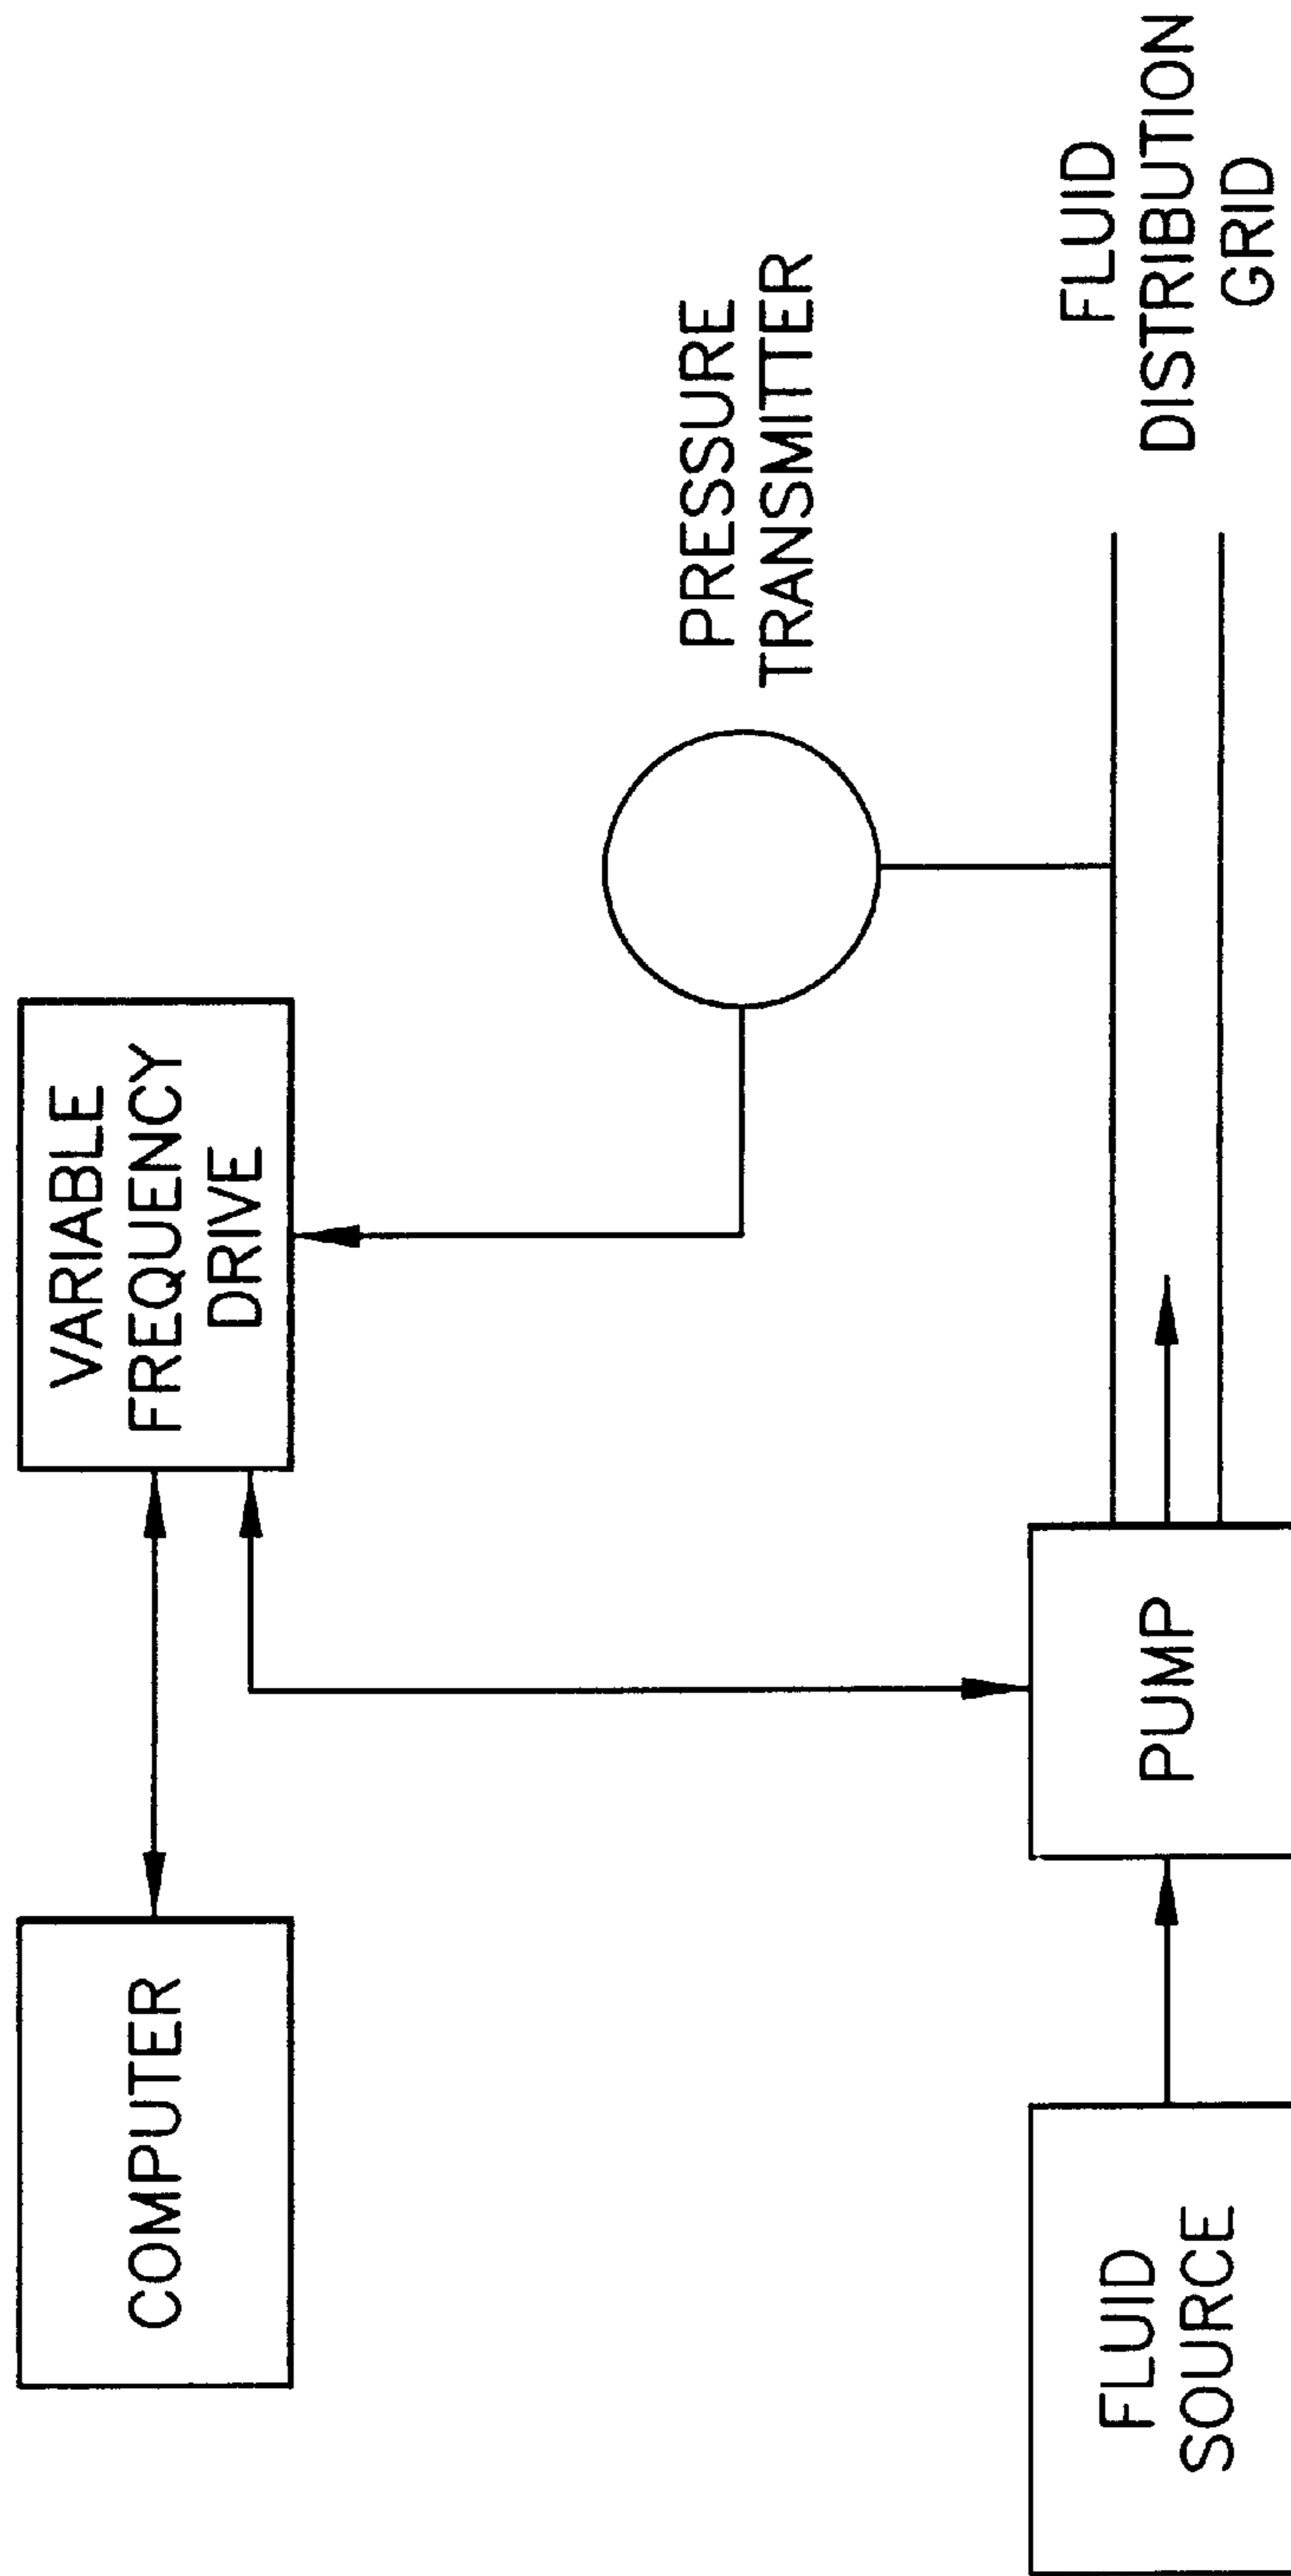 COMPUTER
VARIABLE
FREQUENCY
DRIVE
PRESSURE
TRANSMITTER
FLUID
SOURCE
PUMP
FLUID
DISTRIBUTION
GRID